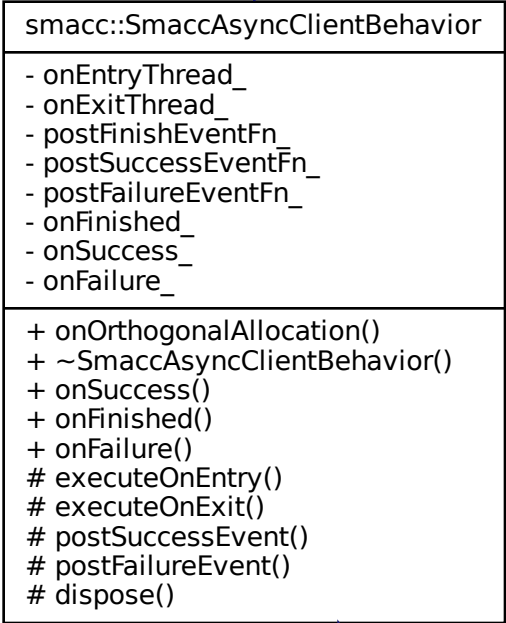 smacc::SmaccAsyncClientBehavior
- onEntryThread_
- onExitThread_
- postFinishEventFn_
- postSuccessEventFn_
- postFailureEventFn_
- onFinished_
- onSuccess_
- onFailure_
+ onOrthogonalAllocation()
+ ~SmaccAsyncClientBehavior()
+ onSuccess()
+ onFinished()
+ onFailure()
# executeOnEntry()
# executeOnExit()
# postSuccessEvent()
# postFailureEvent()
# dispose()